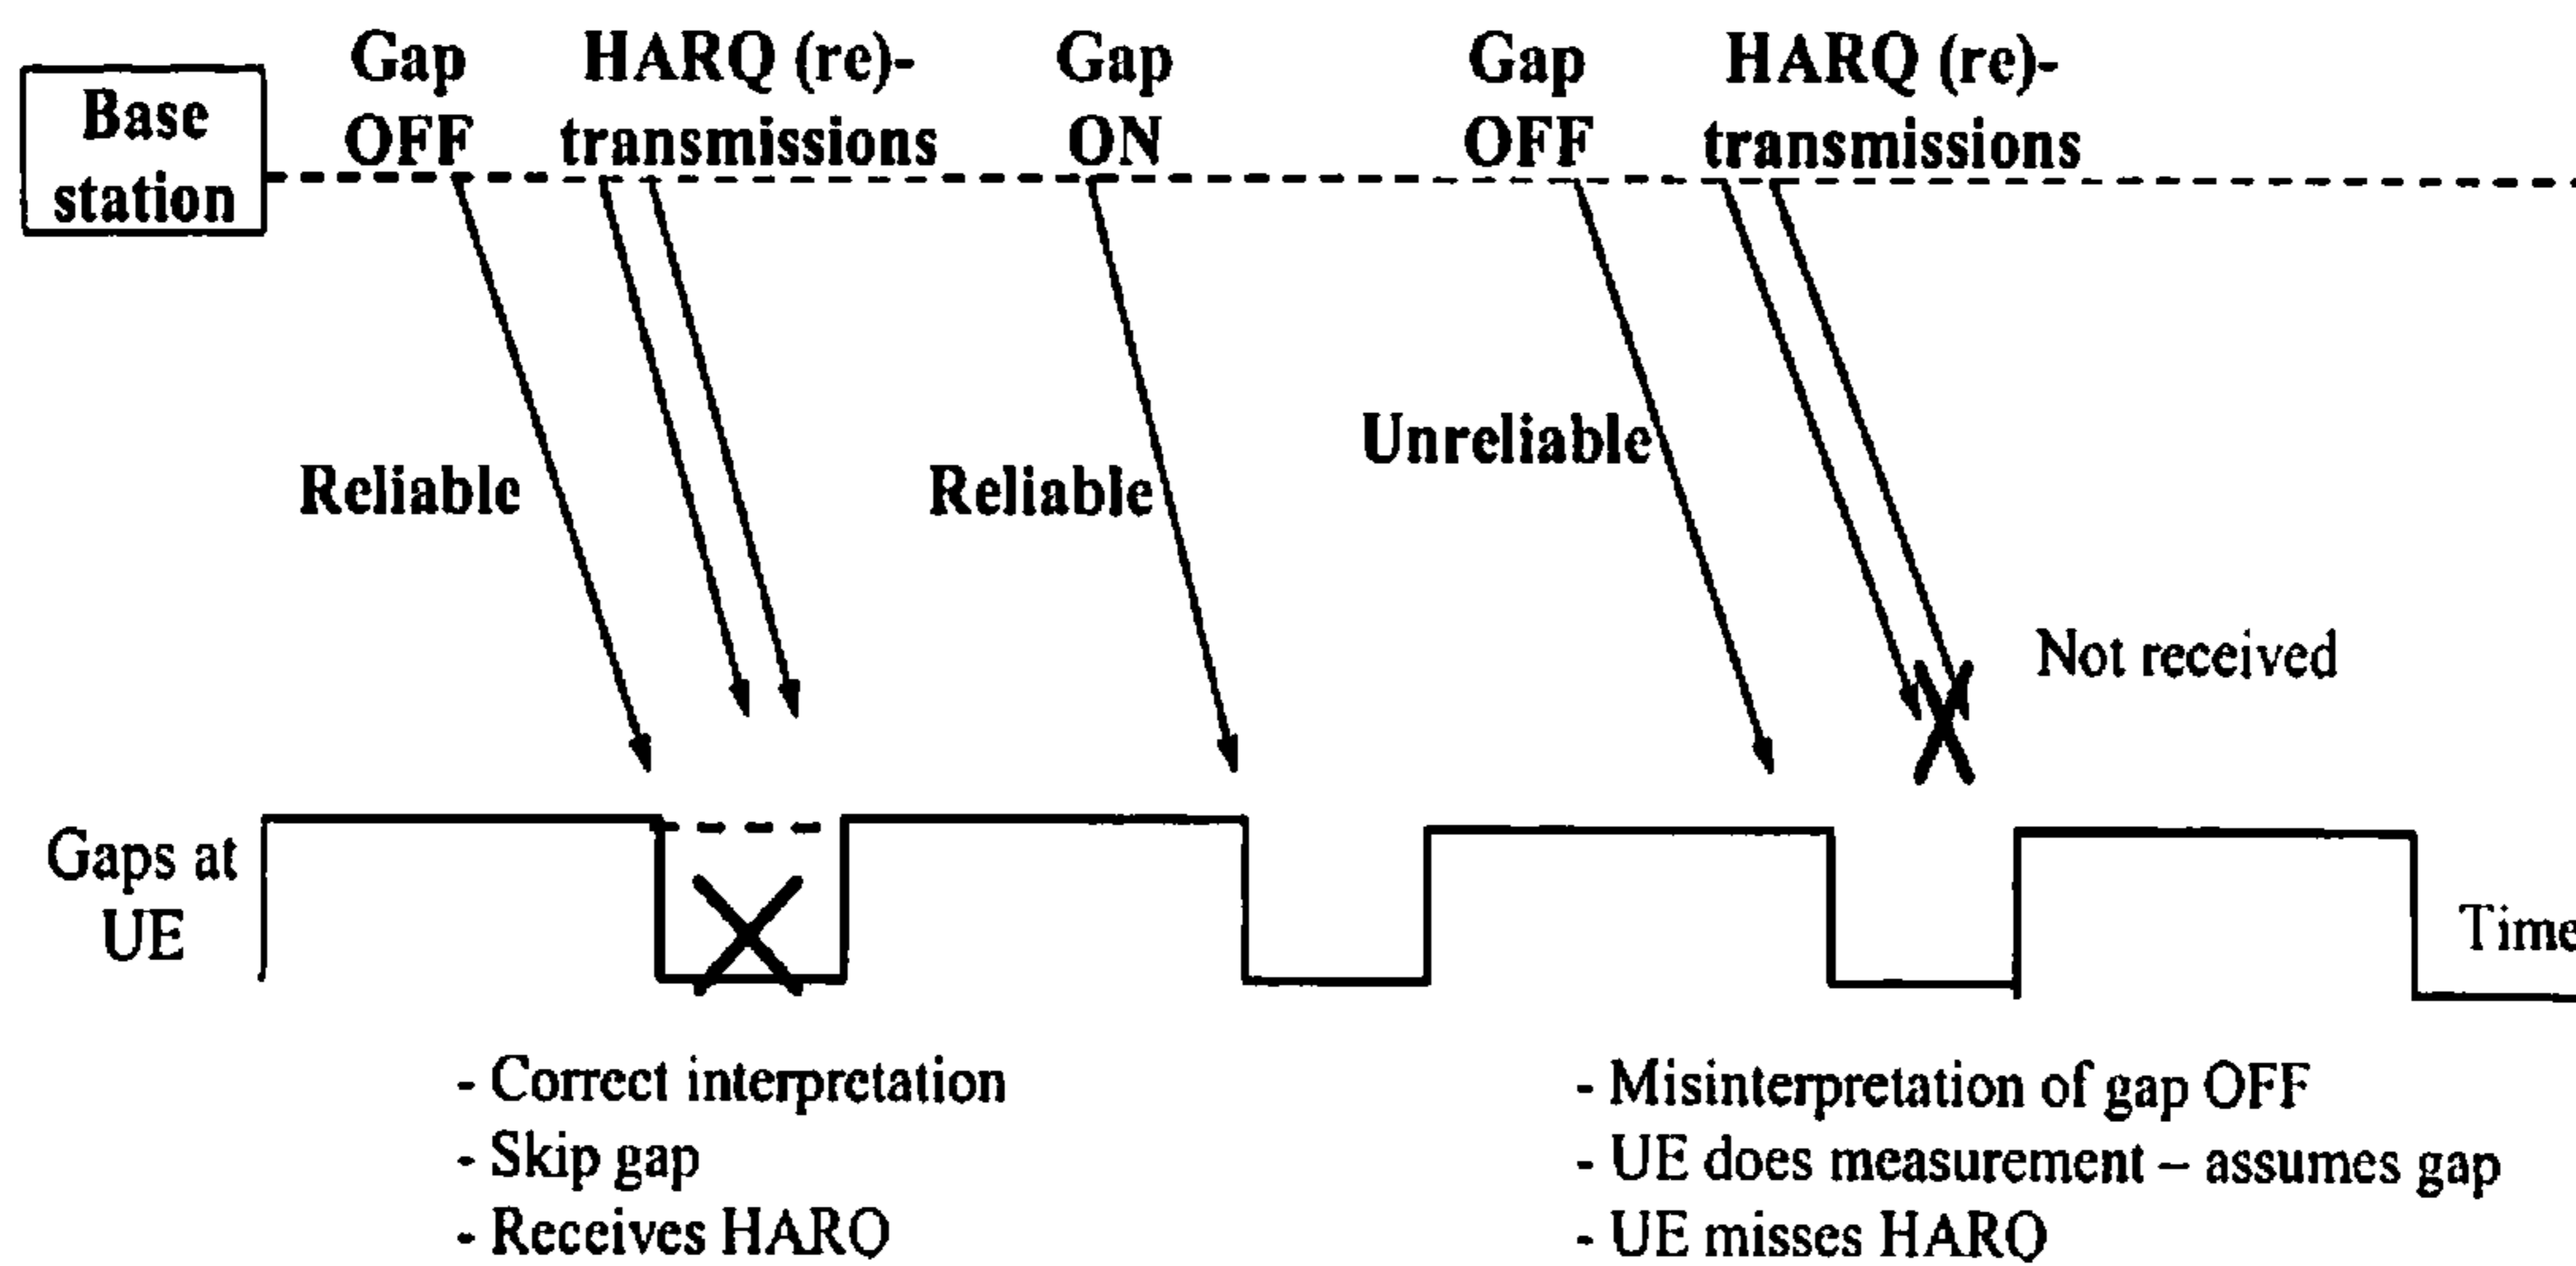 Base
station
Gap
OFF
HARQ (re)-
transmissions
Gap
ON
Gap
OFF
HARQ (re)-
transmissions
Reliable
Reliable
Unreliable
Not received
Gaps at
UE
Time
- Correct interpretation
- Skip gap
- Receives HARQ
- Misinterpretation of gap OFF
- UE does measurement – assumes gap
- UE misses HARQ